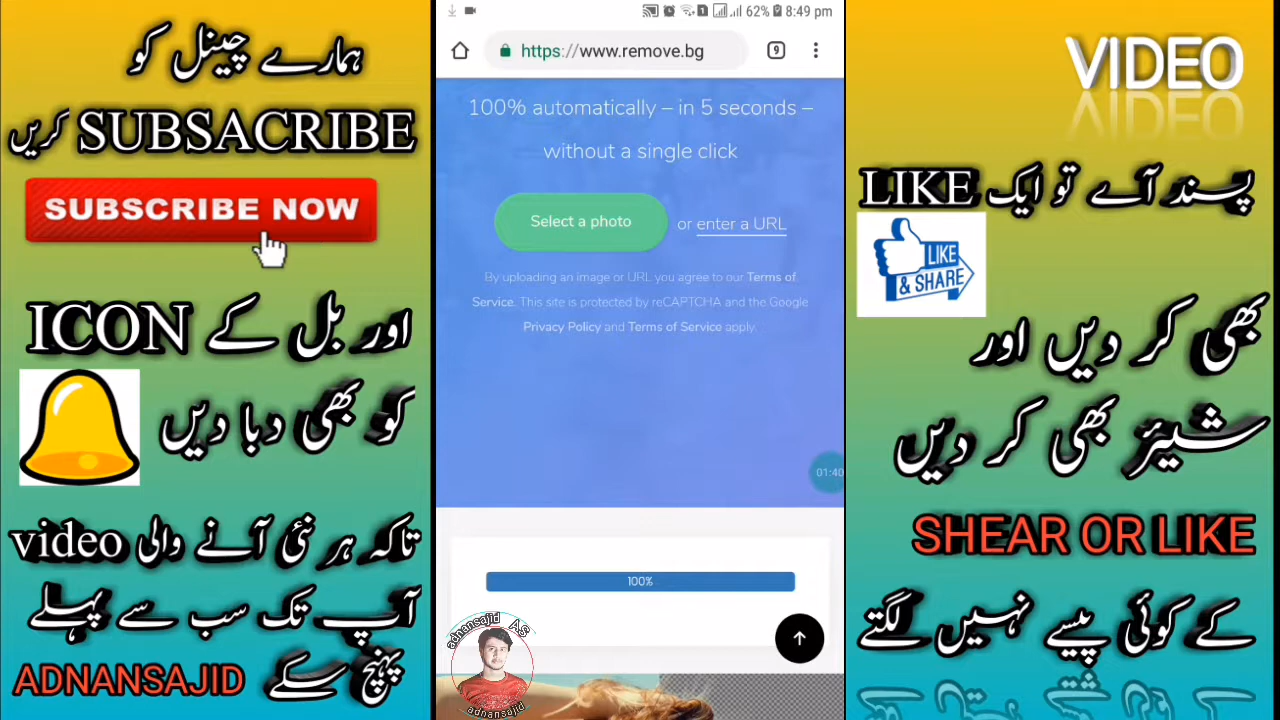 ہمارے چینل کو
SUBSACRIBE کریں
SUBSCRIBE NOW
اور بل کے ICON
کو بھی دبا دیں
تاکہ ہر نئی آنے والی video
آپ تک سب سے پہلے
پہنچ سکے ADNANSAJID
62% 8:49 pm
https://www.remove.bg
9
100% automatically – in 5 seconds –
without a single click
Select a photo or enter a URL
By uploading an image or URL you agree to our Terms of
Service. This site is protected by reCAPTCHA and the Google
Privacy Policy and Terms of Service apply.
01:40
100%
adnansajid AS
adnansajid
VIDEO
پسند آے تو ایک LIKE
LIKE
& SHARE
بھی کر دیں اور
شیئر بھی کر دیں
SHEAR OR LIKE
کے کوئی پیسے نہیں لگتے